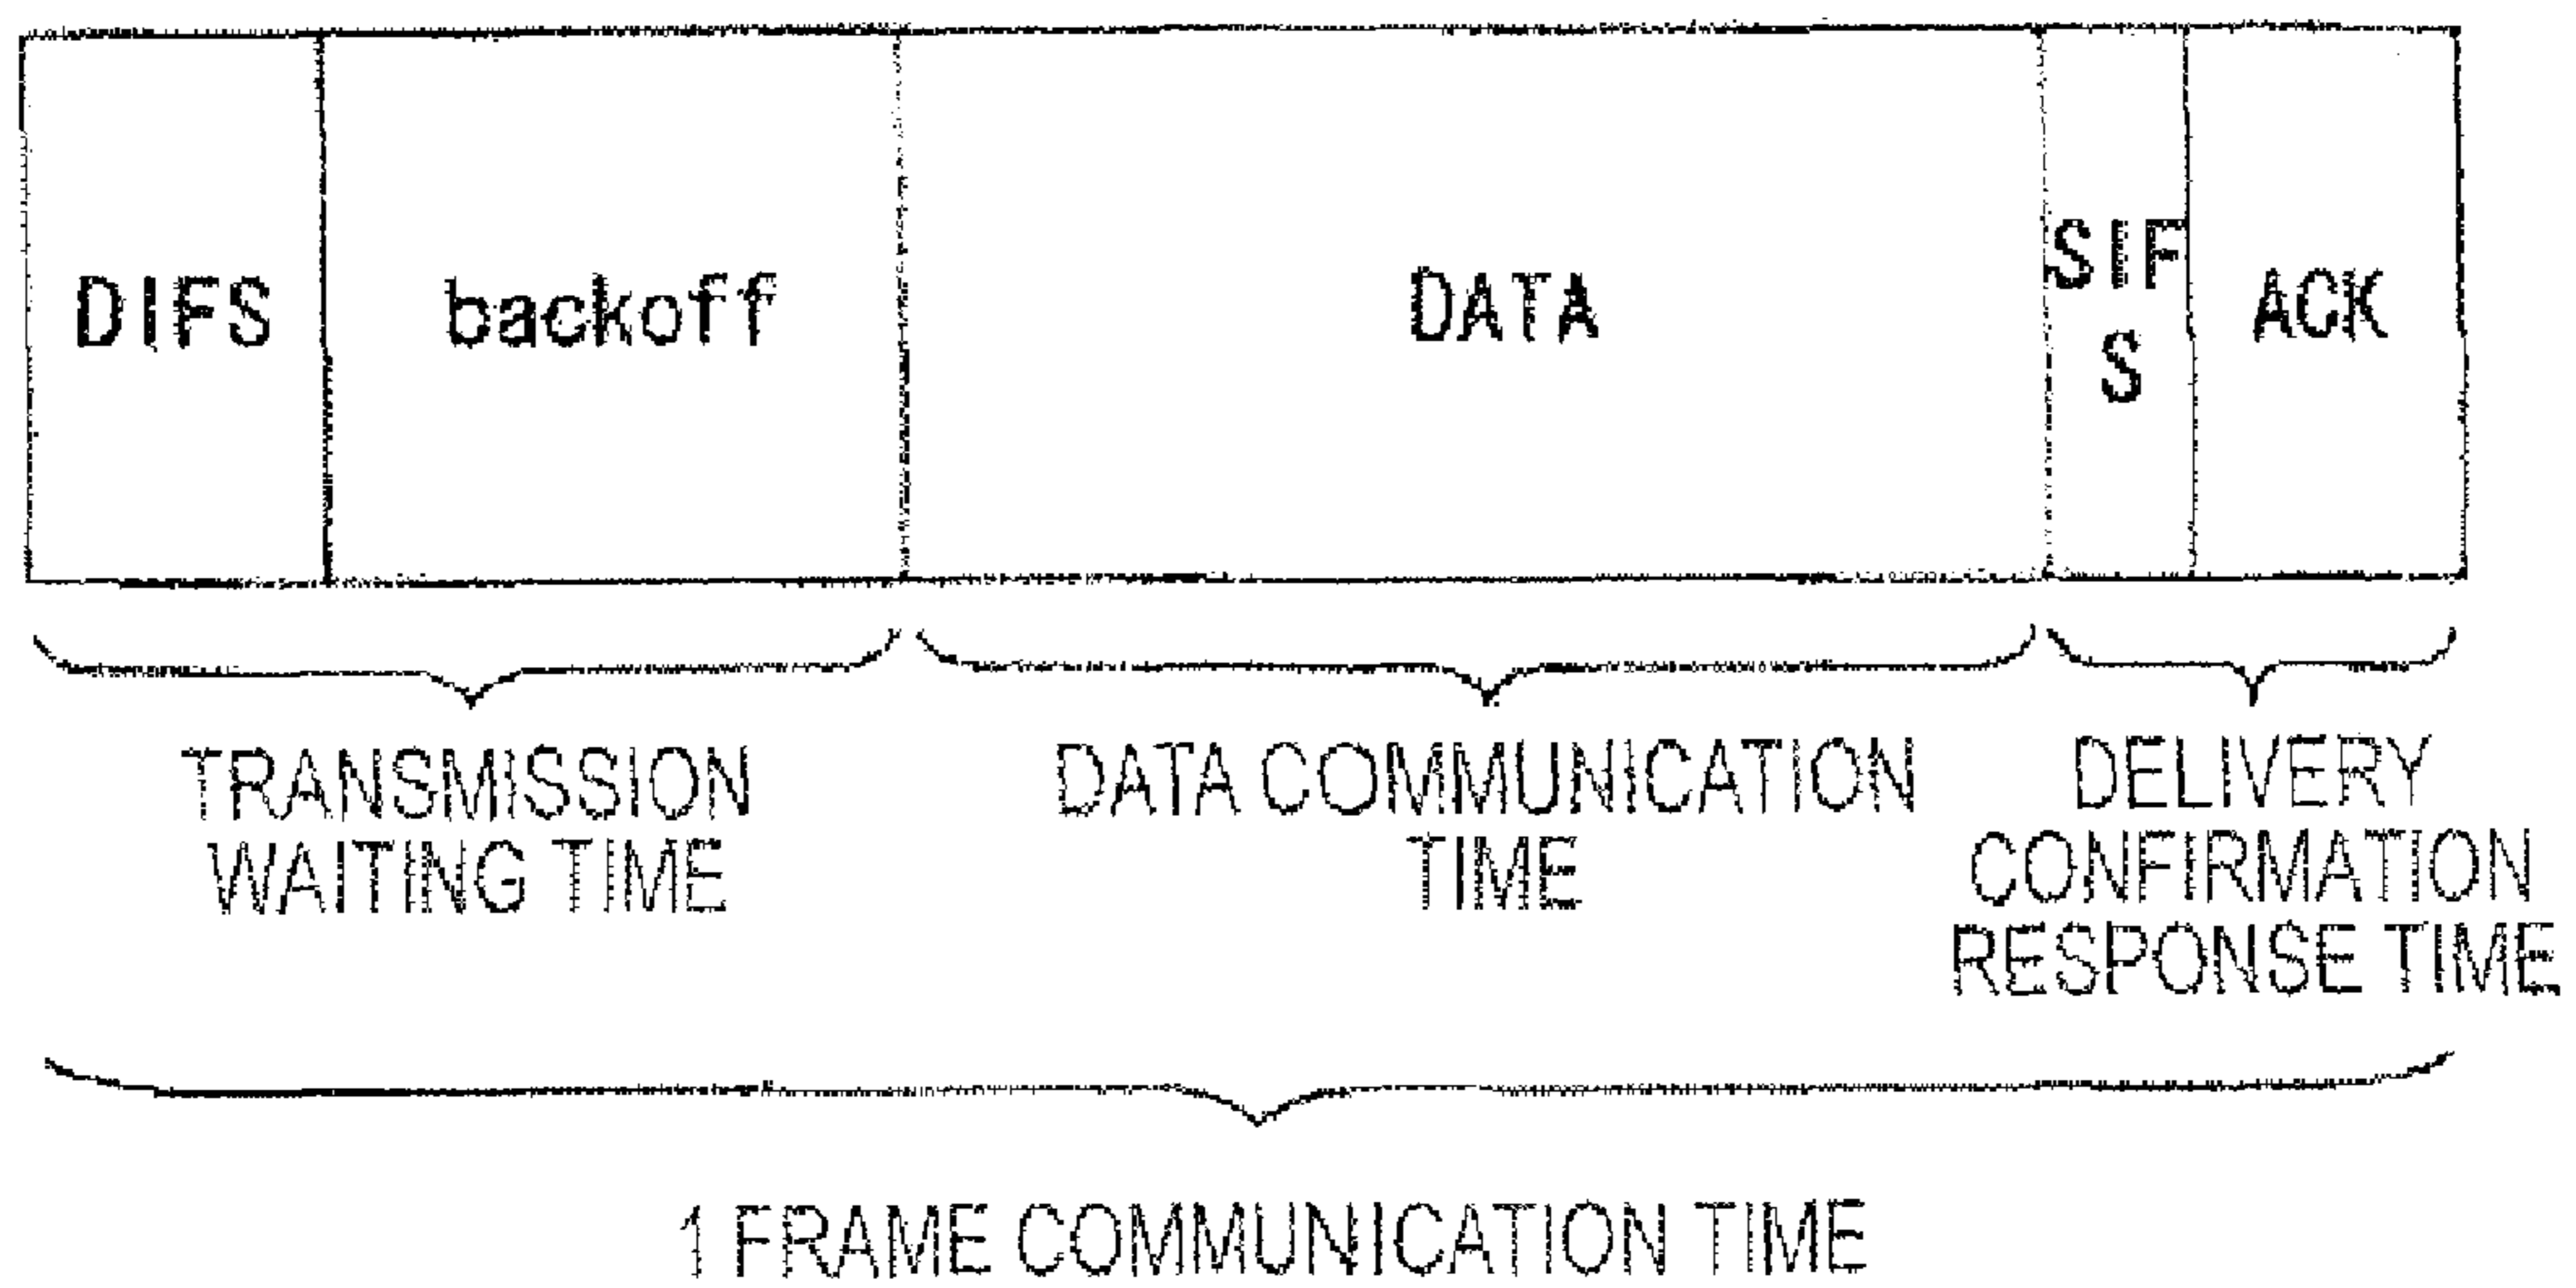 DIFS
backoff
DATA
SIF
S
ACK
TRANSMISSION
WAITING TIME
DATA COMMUNICATION
TIME
DELIVERY
CONFIRMATION
RESPONSE TIME
1 FRAME COMMUNICATION TIME